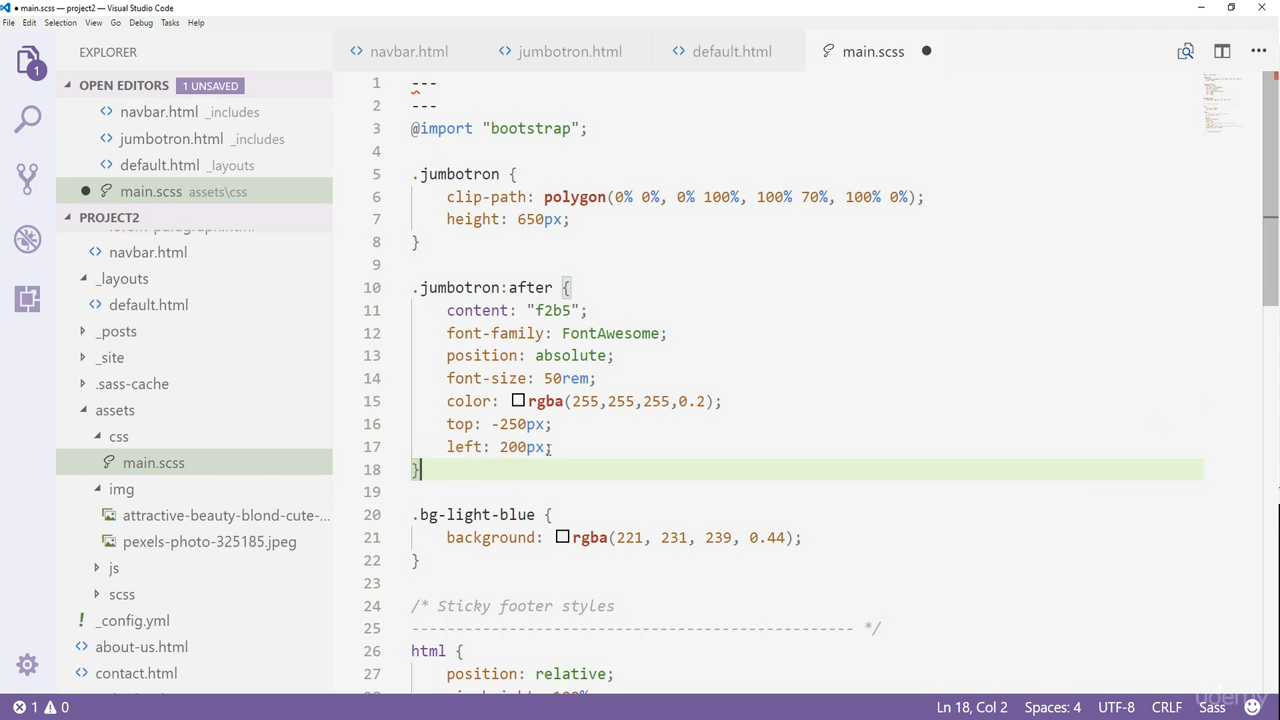 main.scss - project2 - Visual Studio Code
File Edit Selection View Go Debug Tasks Help
EXPLORER
OPEN EDITORS 1 UNSAVED
navbar.html _includes
jumbotron.html _includes
default.html _layouts
main.scss assets\css
PROJECT2
navbar.html
_layouts
default.html
_posts
_site
.sass-cache
assets
css
main.scss
img
attractive-beauty-blond-cute-...
pexels-photo-325185.jpeg
js
scss
_config.yml
about-us.html
contact.html
navbar.html jumbotron.html default.html main.scss
1 ---
2 ---
3 @import "bootstrap";
4
5 .jumbotron {
6 clip-path: polygon(0% 0%, 0% 100%, 100% 70%, 100% 0%);
7 height: 650px;
8 }
9
10 .jumbotron:after {
11 content: "f2b5";
12 font-family: FontAwesome;
13 position: absolute;
14 font-size: 50rem;
15 color: rgba(255,255,255,0.2);
16 top: -250px;
17 left: 200px;
18 }
19
20 .bg-light-blue {
21 background: rgba(221, 231, 239, 0.44);
22 }
23
24 /* Sticky footer styles
25 -------------------------------------------------- */
26 html {
27 position: relative;
1 0 Ln 18, Col 2 Spaces: 4 UTF-8 CRLF Sass
1
udemy